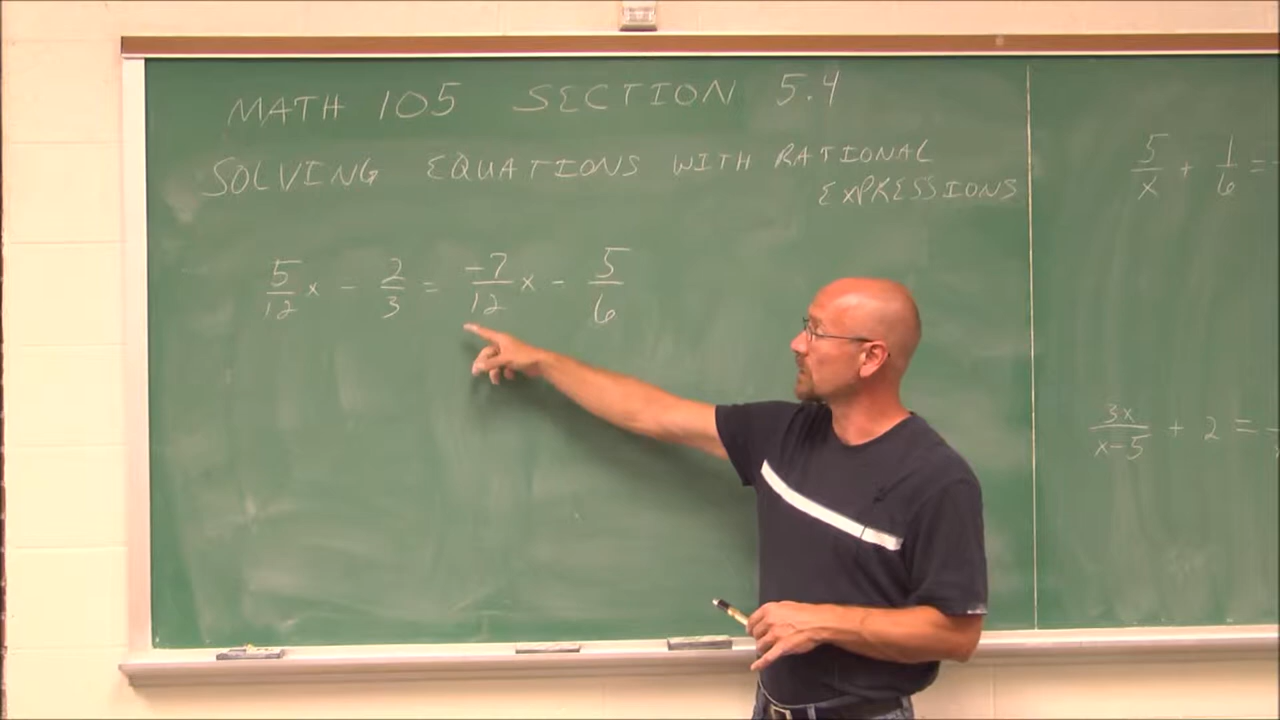 MATH 105 SECTION 5.4
SOLVING EQUATIONS WITH RATIONAL
EXPRESSIONS
5/12 x - 2/3 = -7/12 x - 5/6
5/x + 1/6 =
3x/x-5 + 2 =